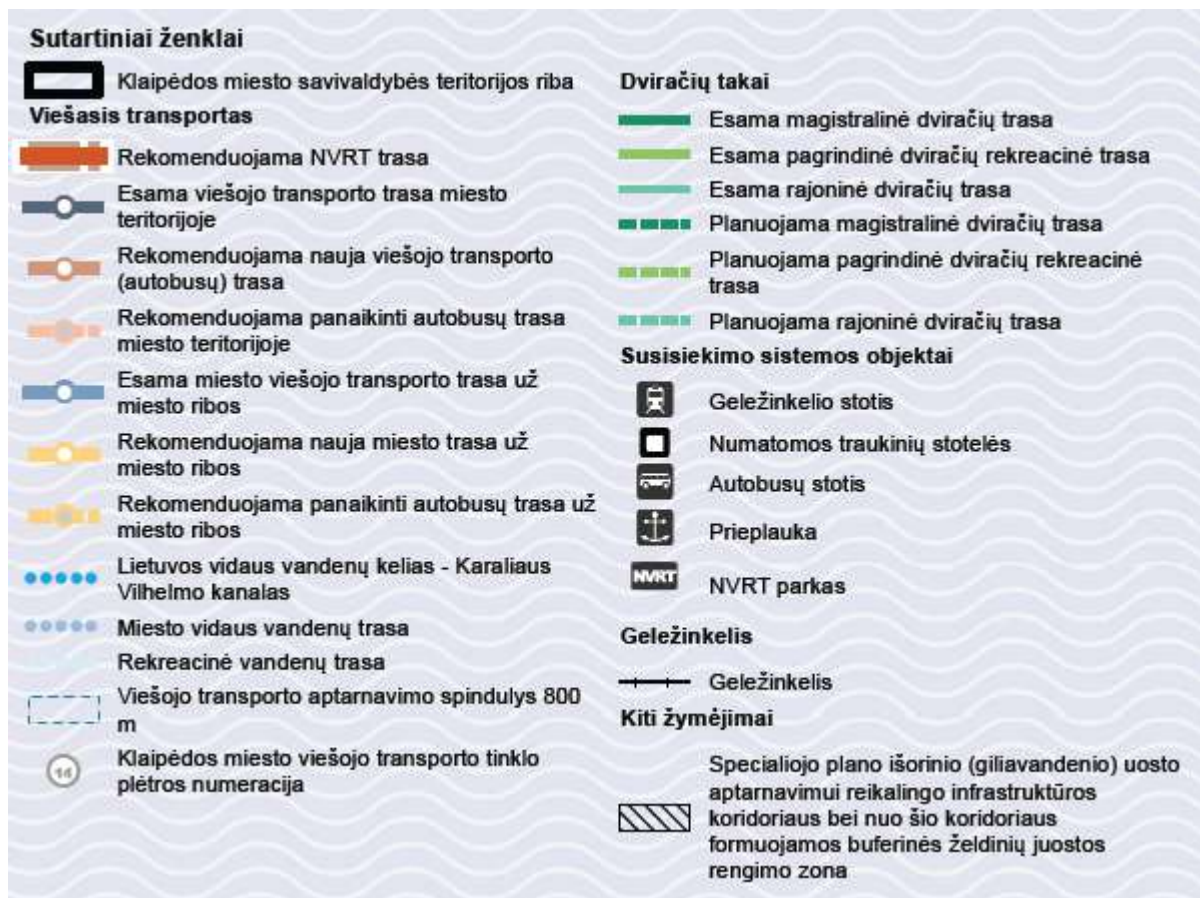 Sutartiniai ženklai
Klaipėdos miesto savivaldybės teritorijos riba
Viešasis transportas
Rekomenduojama NVRT trasa
Esama viešojo transporto trasa miesto
teritorijoje
Rekomenduojama nauja viešojo transporto
(autobusų) trasa
Rekomenduojama panaikinti autobusų trasa
miesto teritorijoje
Esama miesto viešojo transporto trasa už
miesto ribos
Rekomenduojama nauja miesto trasa už
miesto ribos
Rekomenduojama panaikinti autobusų trasa už
miesto ribos
Lietuvos vidaus vandenų kelias - Karaliaus
Vilhelmo kanalas
Miesto vidaus vandenų trasa
Rekreacinė vandenų trasa
Viešojo transporto aptarnavimo spindulys 800
m
14
Klaipėdos miesto viešojo transporto tinklo
plėtros numeracija
Dviračių takai
Esama magistralinė dviračių trasa
Esama pagrindinė dviračių rekreacinė trasa
Esama rajoninė dviračių trasa
Planuojama magistralinė dviračių trasa
Planuojama pagrindinė dviračių rekreacinė
trasa
Planuojama rajoninė dviračių trasa
Susisiekimo sistemos objektai
Geležinkelio stotis
Numatomos traukinių stotelės
Autobusų stotis
Prieplauka
NVRT
NVRT parkas
Geležinkelis
Geležinkelis
Kiti žymėjimai
Specialiojo plano išorinio (giliavandenio) uosto
aptarnavimui reikalingo infrastruktūros
koridoriaus bei nuo šio koridoriaus
formuojamos buferinės želdinių juostos
rengimo zona